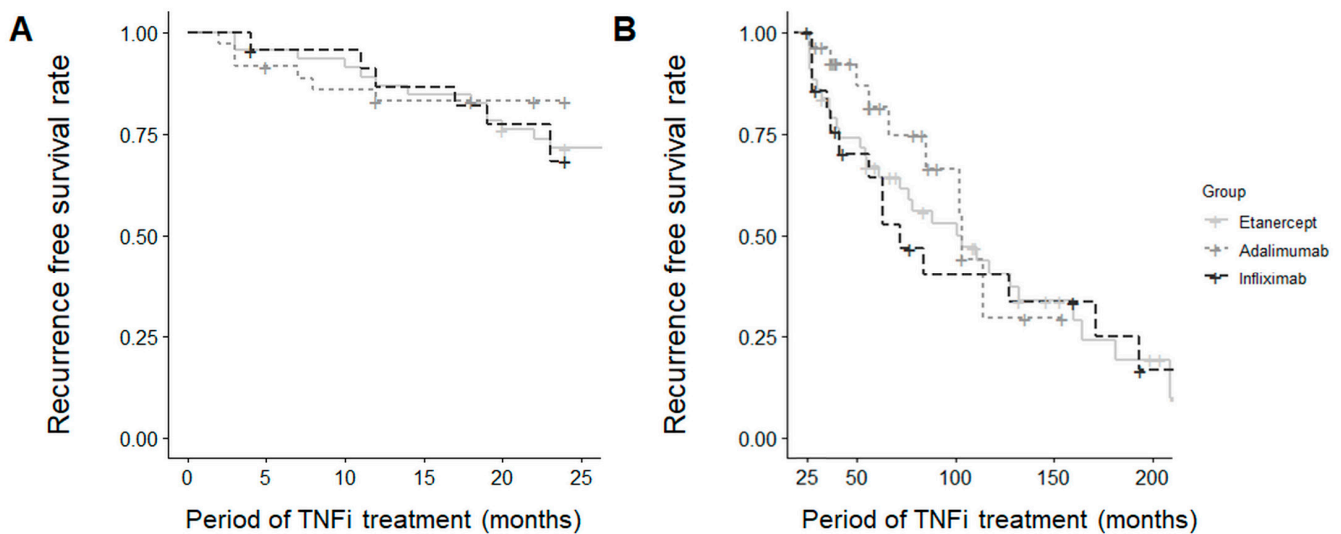 A
Recurrence free survival rate
1.00
0.75
0.50
0.25
0.00
0 5 10 15 20 25
Period of TNFi treatment (months)
B
Recurrence free survival rate
1.00
0.75
0.50
0.25
0.00
25 50 100 150 200
Period of TNFi treatment (months)
Group
Etanercept
Adalimumab
Infliximab